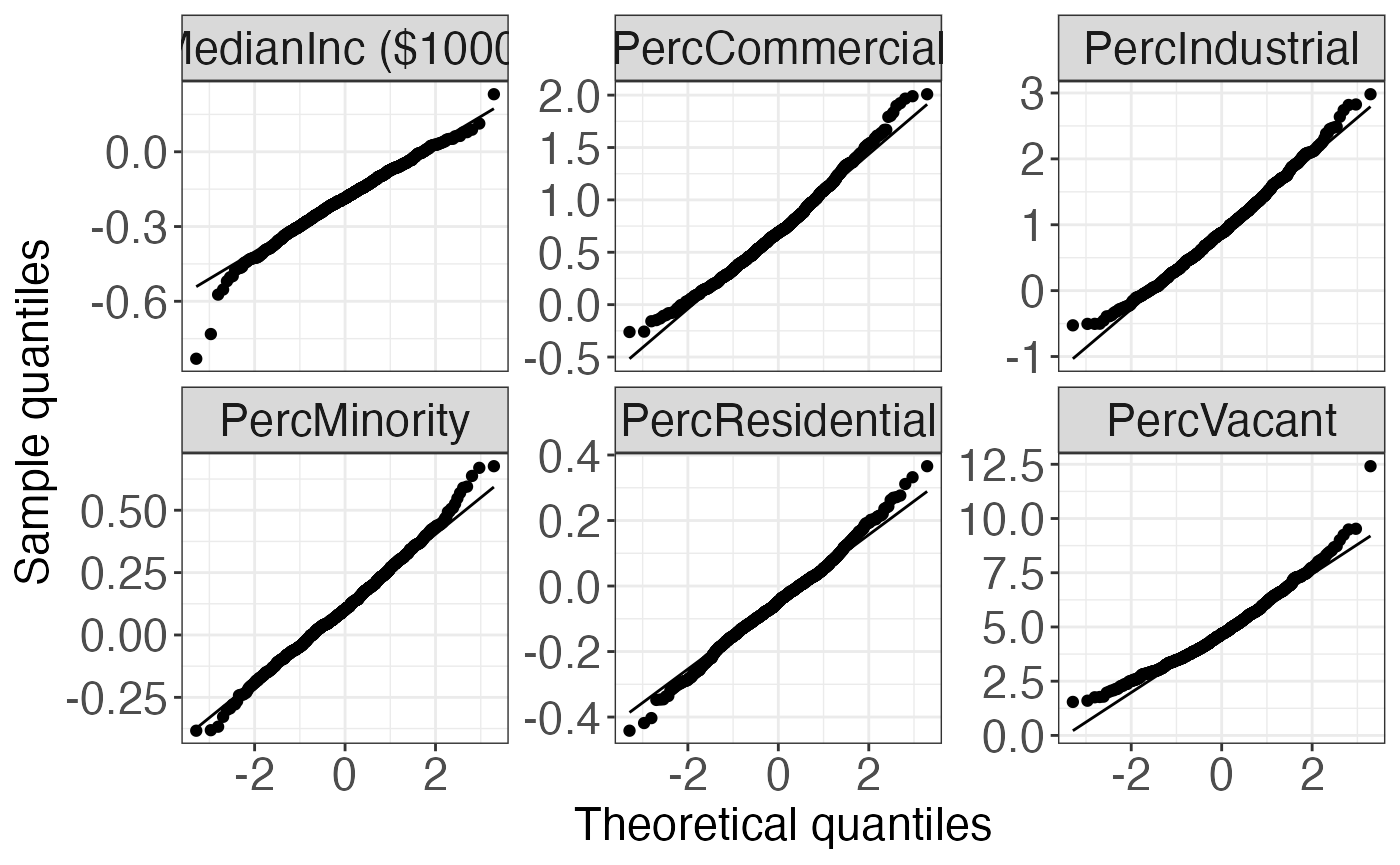 MedianInc ($1000
PercCommercial
PercIndustrial
0.0
-0.3
-0.6
2.0
1.5
1.0
0.5
0.0
-0.5
3
2
1
0
-1
PercMinority
PercResidential
PercVacant
0.50
0.25
0.00
-0.25
0.4
0.2
0.0
-0.2
-0.4
12.5
10.0
7.5
5.0
2.5
0.0
-2 0 2
-2 0 2
-2 0 2
Theoretical quantiles
Sample quantiles